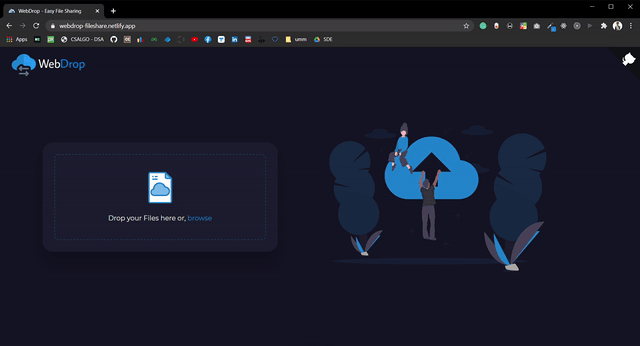 WebDrop - Easy File Sharing
webdrop-fileshare.netlify.app
Apps
CSALGO - DSA
umm
SDE
WebDrop
Drop your Files here or, browse